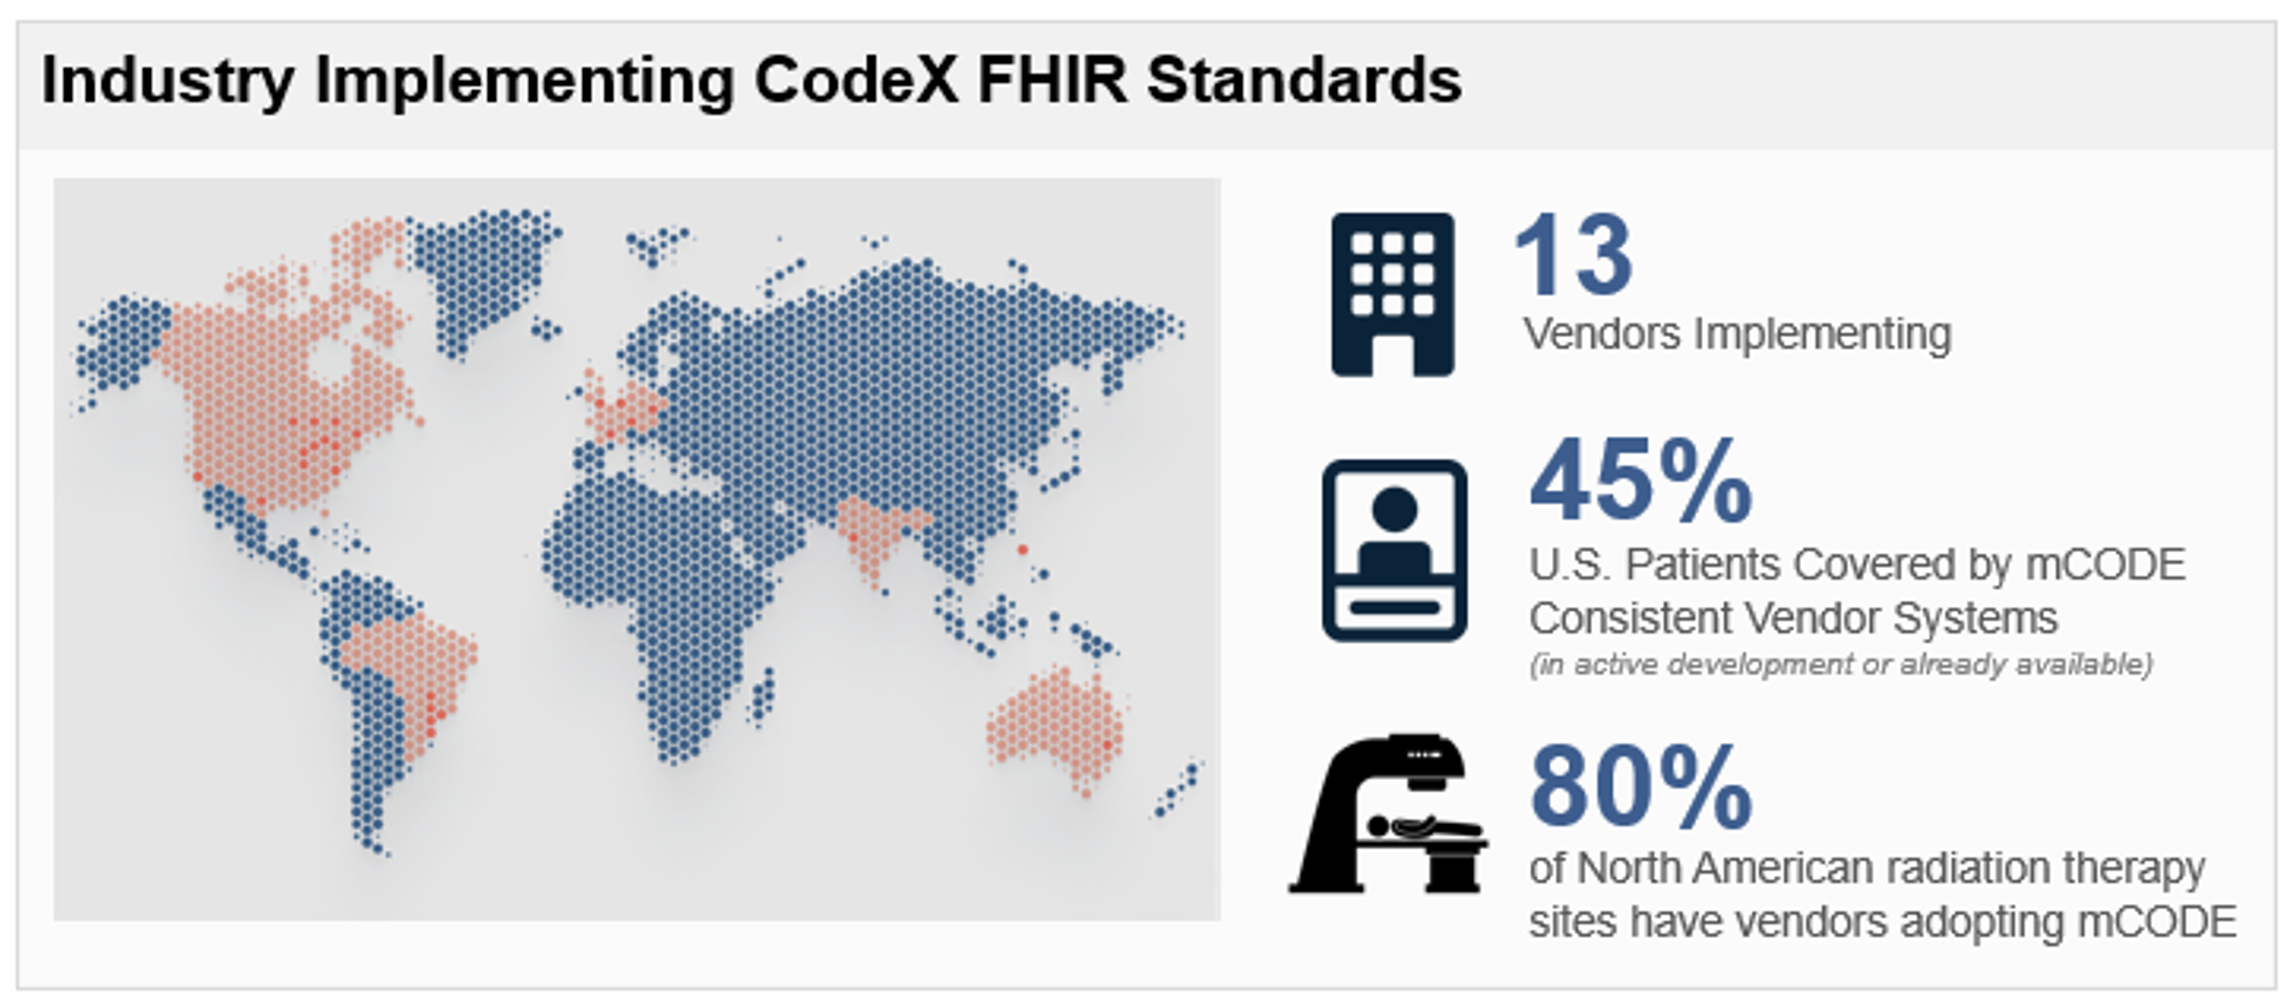 Industry Implementing CodeX FHIR Standards
13
Vendors Implementing
45%
U.S. Patients Covered by mCODE
Consistent Vendor Systems
(in active development or already available)
80%
of North American radiation therapy
sites have vendors adopting mCODE